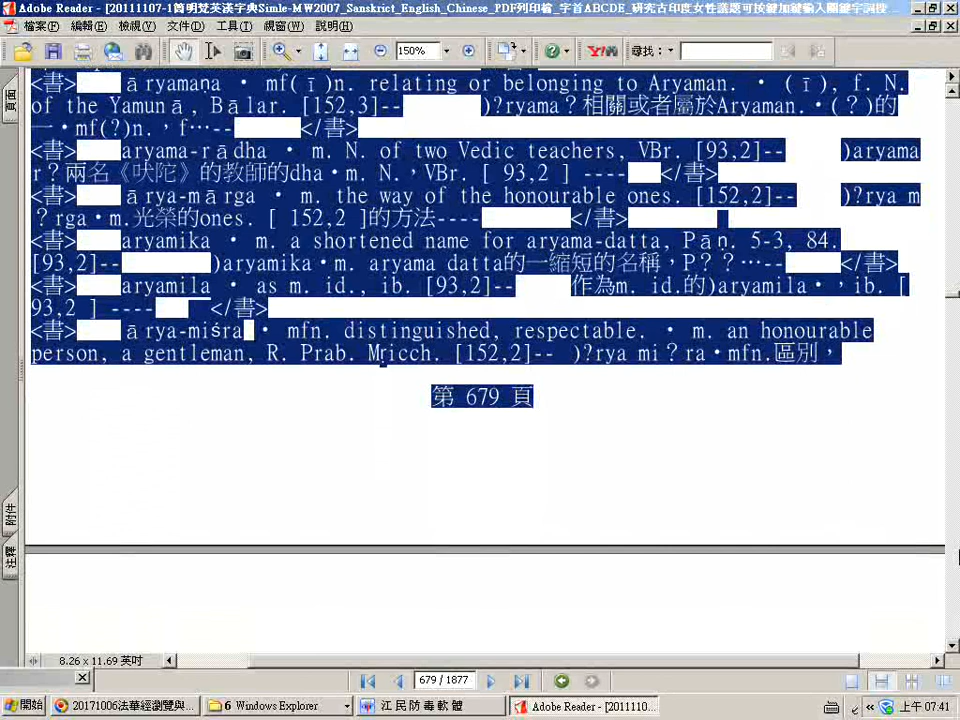 Adobe Reader - [20111107-1簡明梵英漢字典Simle-MW2007_Sanskrict_English_Chinese_PDF列印檔_字首ABCDE_研究古印度女性議題可按鍵加鍵輸入關鍵字詞搜...
檔案(F) 編輯(E) 檢視(V) 文件(D) 工具(T) 視窗(W) 說明(H)
150% 尋找:
頁面
<書> āryamaṇa • mf(ī)n. relating or belonging to Aryaman. • (ī), f. N.
of the Yamunā, Bālar. [152,3]-- )?ryama?相關或者屬於Aryaman.•(?)的
一•mf(?)n.,f…-- </書>
<書> aryama-rādha • m. N. of two Vedic teachers, VBr. [93,2]-- )aryama
r?兩名《吠陀》的教師的dha•m. N.,VBr. [ 93,2 ] ---- </書>
<書> ārya-mārga • m. the way of the honourable ones. [152,2]-- )?rya m
?rga•m.光榮的ones. [ 152,2 ]的方法---- </書>
<書> aryamika • m. a shortened name for aryama-datta, Pāṇ. 5-3, 84.
[93,2]-- )aryamika•m. aryama datta的一縮短的名稱,P??…-- </書>
<書> aryamila • as m. id., ib. [93,2]-- 作為m. id.的)aryamila•,ib. [
93,2 ] ---- </書>
<書> ārya-miśra • mfn. distinguished, respectable. • m. an honourable
person, a gentleman, R. Prab. Mṛicch. [152,2]-- )?rya mi?ra•mfn.區別,
第 679 頁
附件
注釋
8.26 x 11.69 英吋
679 / 1877
開始 20171006法華經瀏覽與... 6 Windows Explorer 江民防毒軟體 Adobe Reader - [2011110... 上午 07:41